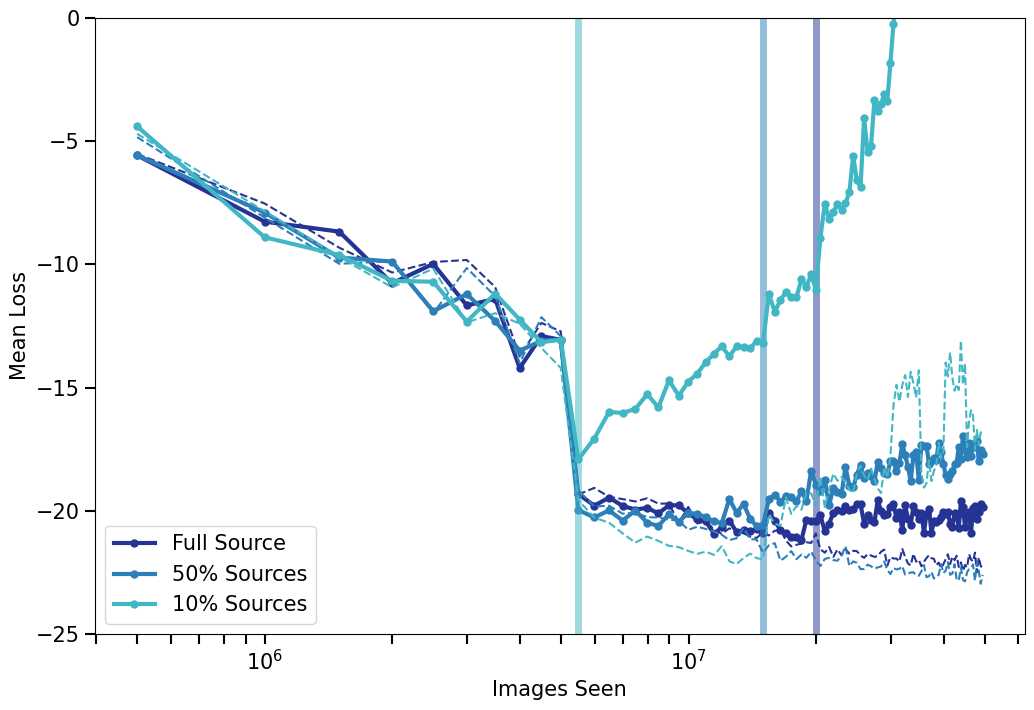 0
−5
−10
−15
−20
−25
Mean Loss
Full Source
50% Sources
10% Sources
10^6
10^7
Images Seen